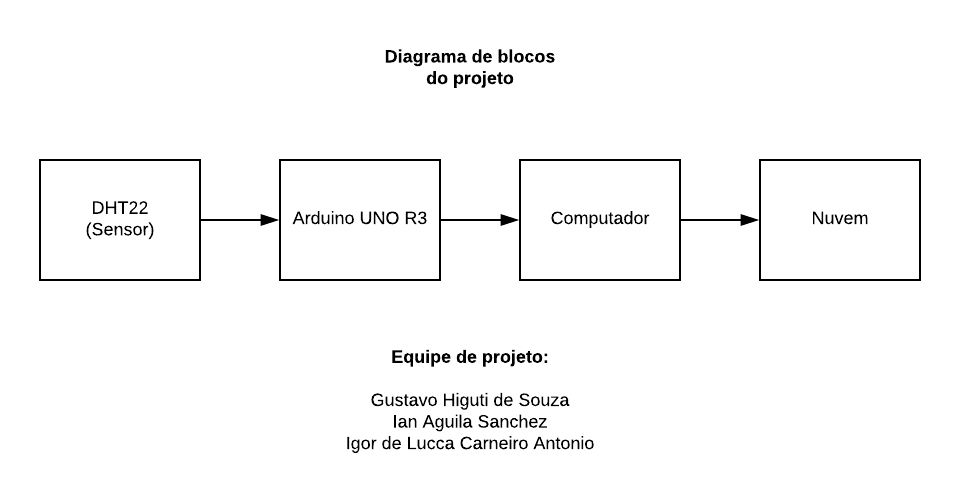 Diagrama de blocos
do projeto
DHT22
(Sensor)
Arduino UNO R3
Computador
Nuvem
Equipe de projeto:
Gustavo Higuti de Souza
Ian Aguila Sanchez
Igor de Lucca Carneiro Antonio